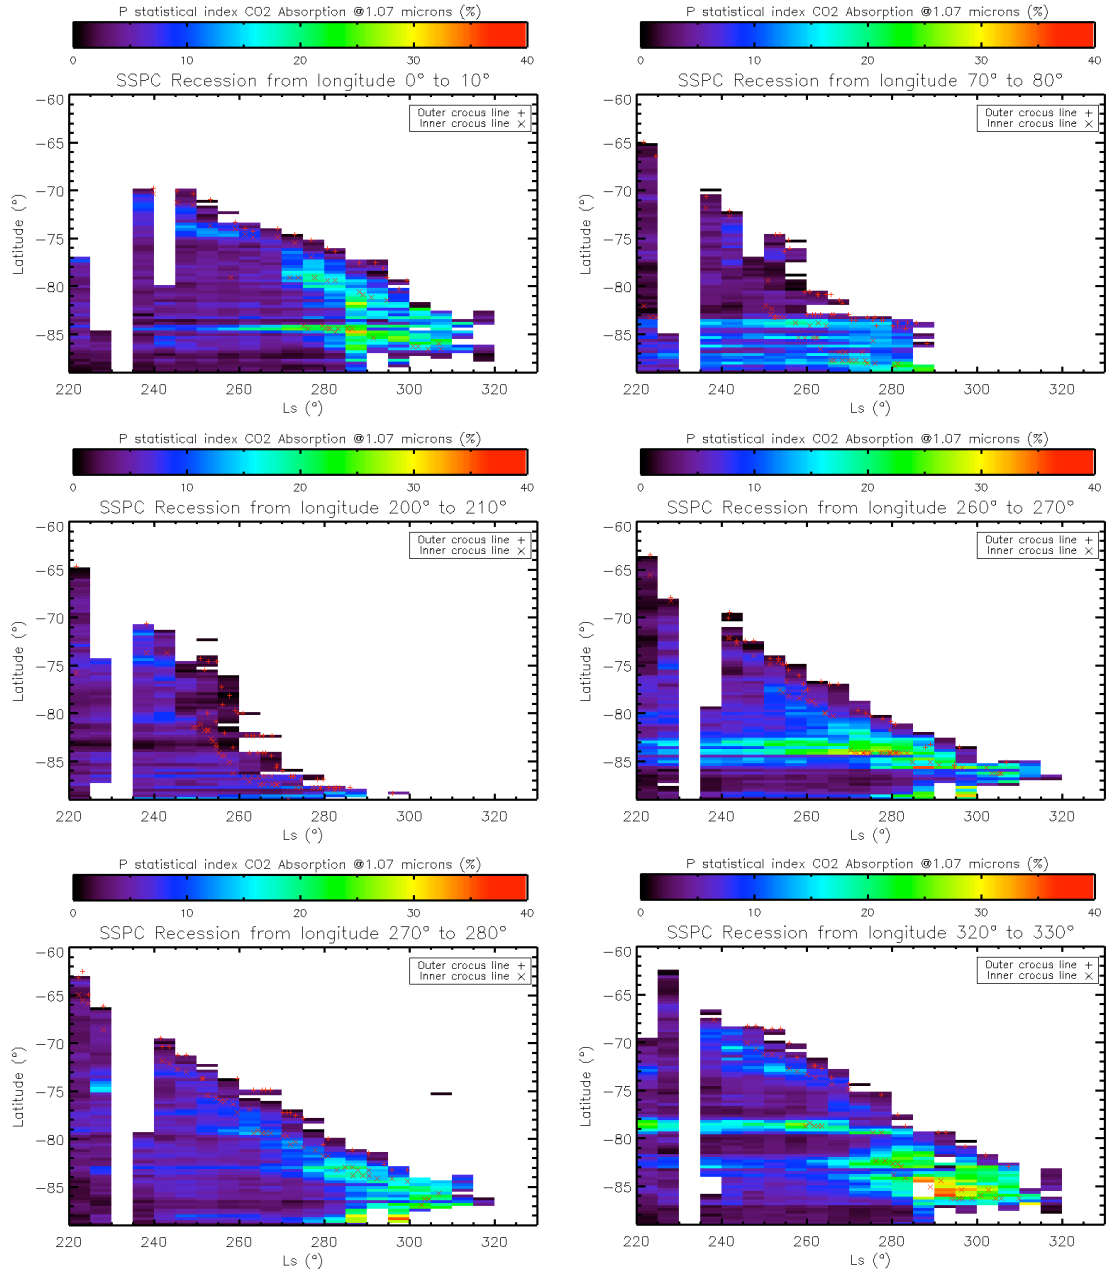 P statistical index CO2 Absorption @1.07 microns (%)
0 10 20 30 40
SSPC Recession from longitude 0° to 10°
Outer crocus line +
Inner crocus line ×
Latitude (°)
-60
-65
-70
-75
-80
-85
220 240 260 280 300 320
Ls (°)
P statistical index CO2 Absorption @1.07 microns (%)
0 10 20 30 40
SSPC Recession from longitude 70° to 80°
Outer crocus line +
Inner crocus line ×
Latitude (°)
-60
-65
-70
-75
-80
-85
220 240 260 280 300 320
Ls (°)
P statistical index CO2 Absorption @1.07 microns (%)
0 10 20 30 40
SSPC Recession from longitude 200° to 210°
Outer crocus line +
Inner crocus line ×
Latitude (°)
-60
-65
-70
-75
-80
-85
220 240 260 280 300 320
Ls (°)
P statistical index CO2 Absorption @1.07 microns (%)
0 10 20 30 40
SSPC Recession from longitude 260° to 270°
Outer crocus line +
Inner crocus line ×
Latitude (°)
-60
-65
-70
-75
-80
-85
220 240 260 280 300 320
Ls (°)
P statistical index CO2 Absorption @1.07 microns (%)
0 10 20 30 40
SSPC Recession from longitude 270° to 280°
Outer crocus line +
Inner crocus line ×
Latitude (°)
-60
-65
-70
-75
-80
-85
220 240 260 280 300 320
Ls (°)
P statistical index CO2 Absorption @1.07 microns (%)
0 10 20 30 40
SSPC Recession from longitude 320° to 330°
Outer crocus line +
Inner crocus line ×
Latitude (°)
-60
-65
-70
-75
-80
-85
220 240 260 280 300 320
Ls (°)